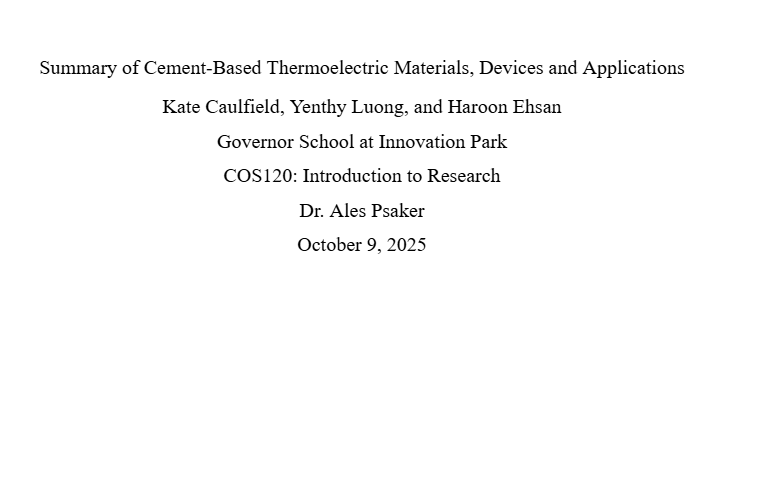 Summary of Cement-Based Thermoelectric Materials, Devices and Applications
Kate Caulfield, Yenthy Luong, and Haroon Ehsan
Governor School at Innovation Park
COS120: Introduction to Research
Dr. Ales Psaker
October 9, 2025